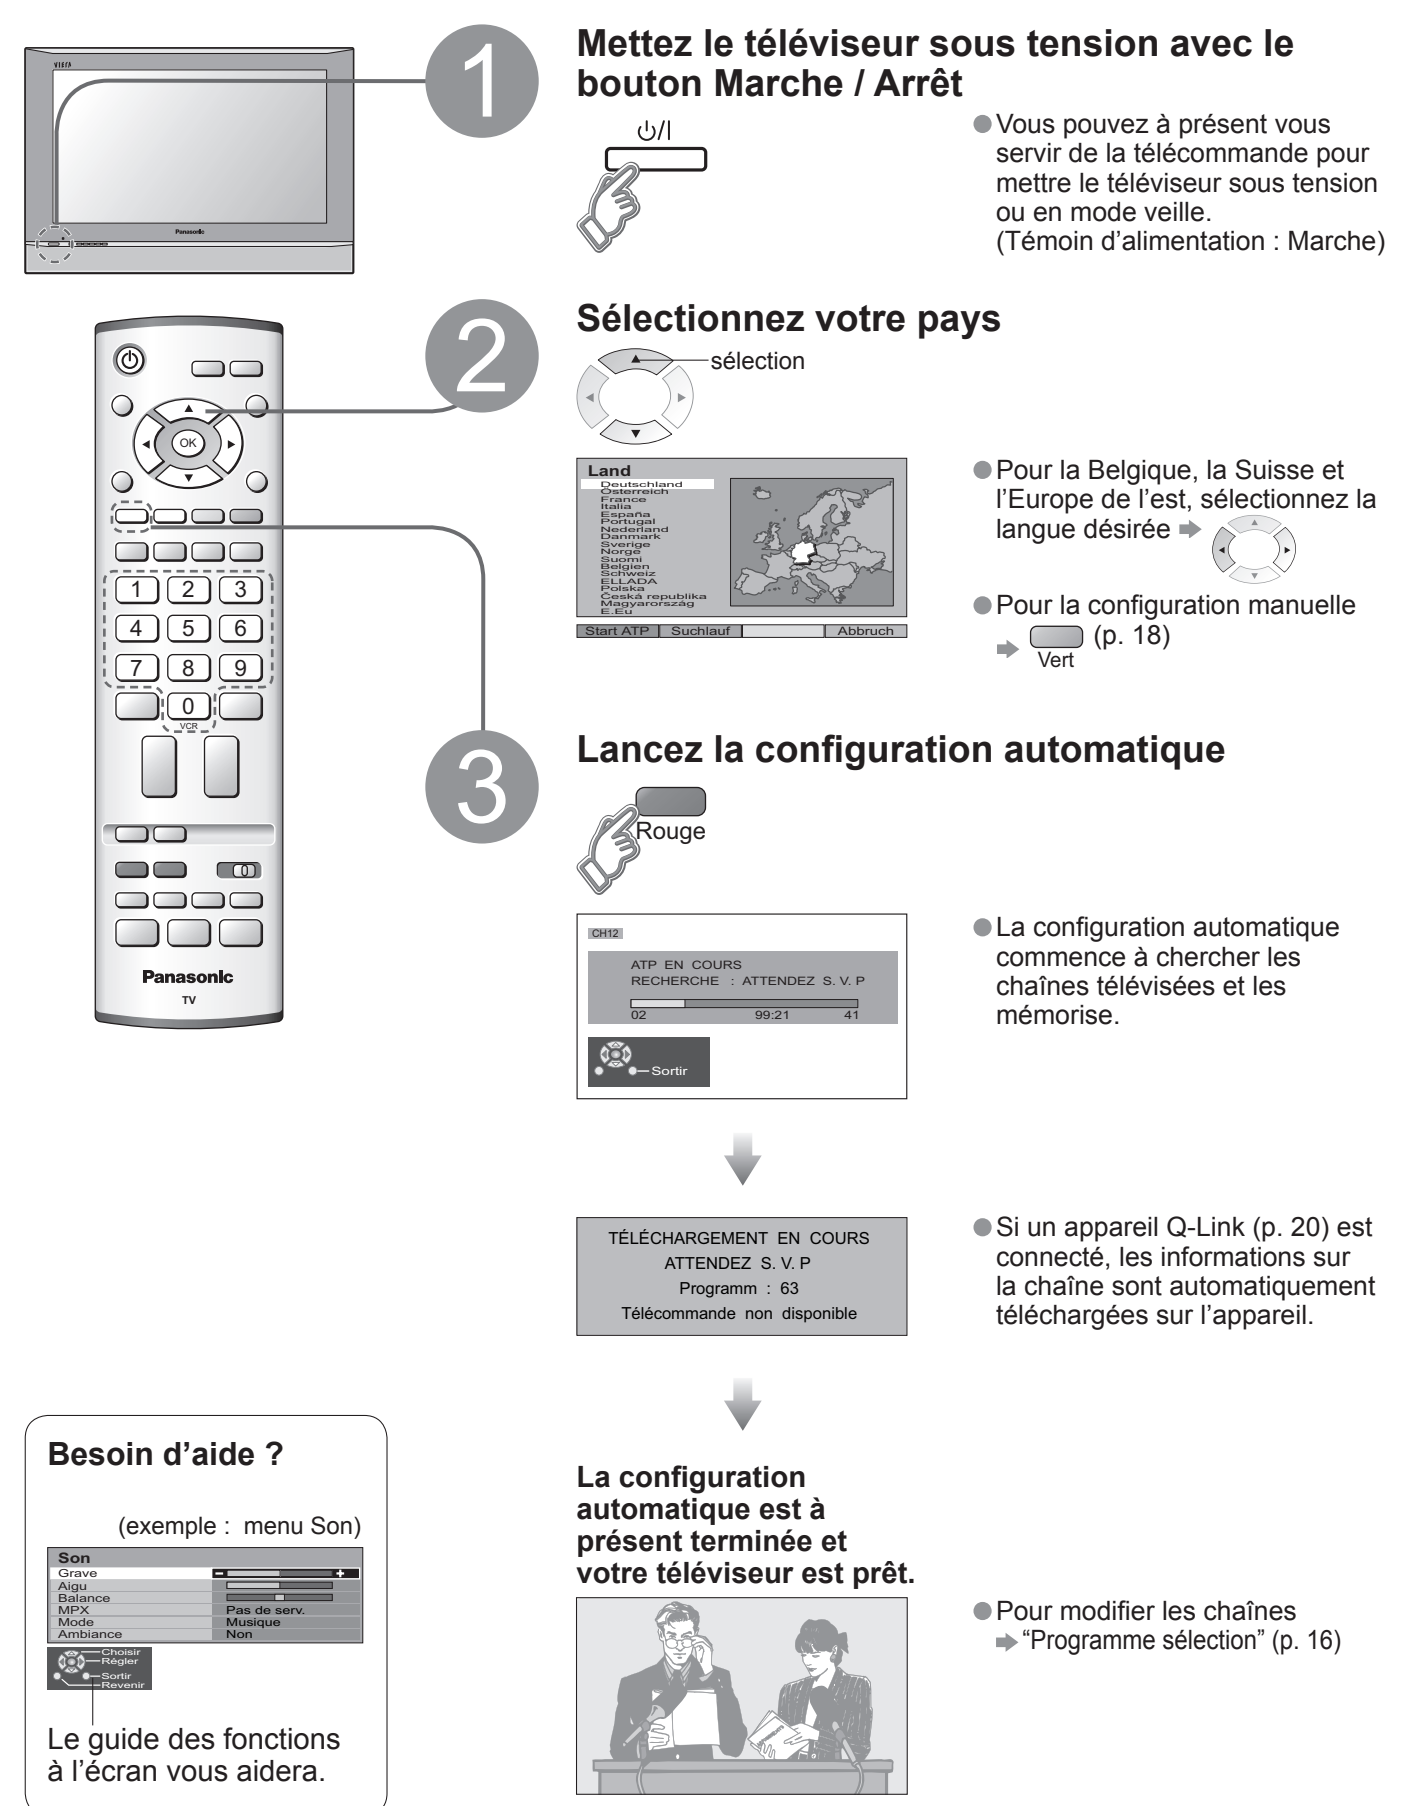 VIERA
Panasonic
1
Mettez le téléviseur sous tension avec le
bouton Marche / Arrêt
⏻/I
● Vous pouvez à présent vous
servir de la télécommande pour
mettre le téléviseur sous tension
ou en mode veille.
(Témoin d’alimentation : Marche)
2
Sélectionnez votre pays
sélection
Land
Deutschland
Österreich
France
Italia
España
Portugal
Nederland
Danmark
Sverige
Norge
Suomi
Belgien
Schweiz
ELLADA
Polska
Česká republika
Magyarország
E.Eu
Start ATP Suchlauf Abbruch
● Pour la Belgique, la Suisse et
l’Europe de l’est, sélectionnez la
langue désirée ➡
● Pour la configuration manuelle
➡ (p. 18)
Vert
OK
1 2 3
4 5 6
7 8 9
0
VCR
0
Panasonic
TV
3
Lancez la configuration automatique
Rouge
CH12
ATP EN COURS
RECHERCHE : ATTENDEZ S. V. P
02 99:21 41
Sortir
● La configuration automatique
commence à chercher les
chaînes télévisées et les
mémorise.
TÉLÉCHARGEMENT EN COURS
ATTENDEZ S. V. P
Programm : 63
Télécommande non disponible
● Si un appareil Q-Link (p. 20) est
connecté, les informations sur
la chaîne sont automatiquement
téléchargées sur l’appareil.
La configuration
automatique est à
présent terminée et
votre téléviseur est prêt.
● Pour modifier les chaînes
➡ “Programme sélection” (p. 16)
Besoin d’aide ?
(exemple : menu Son)
Son
Grave - +
Aigu
Balance
MPX Pas de serv.
Mode Musique
Ambiance Non
Choisir
Régler
Sortir
Revenir
Le guide des fonctions
à l’écran vous aidera.